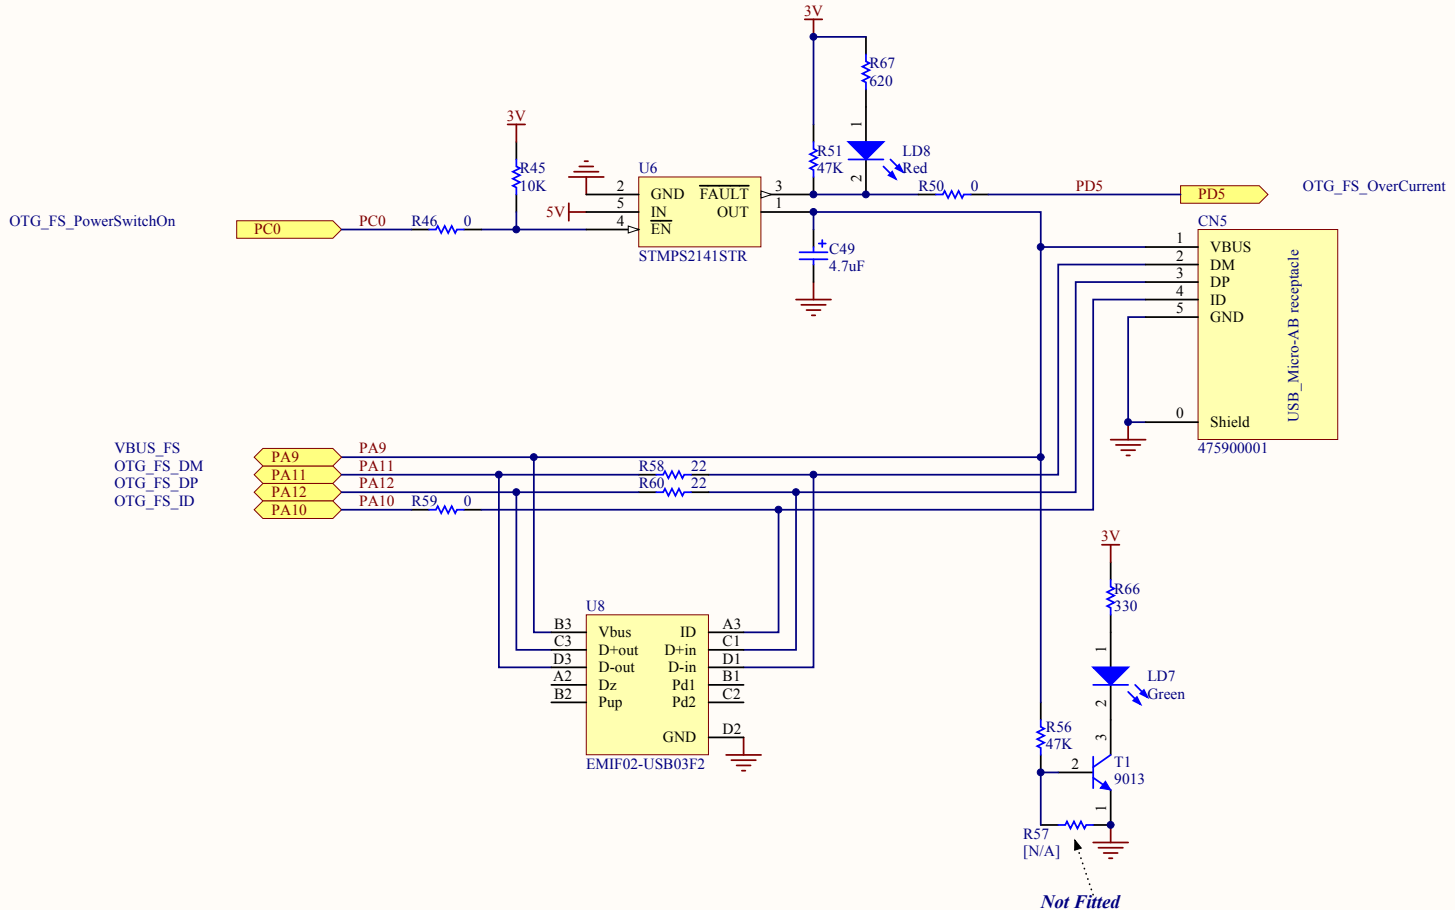 3V
R67
620
1
LD8
Red
2
R51
47K
3V
R45
10K
U6
2 GND FAULT 3
5V 5 IN OUT 1
4 EN
STMPS2141STR
R50 0 PD5 PD5 OTG_FS_OverCurrent
OTG_FS_PowerSwitchOn PC0 PC0 R46 0
+
C49
4.7uF
CN5
1 VBUS
2 DM
3 DP
4 ID
5 GND
0 Shield
USB_Micro-AB receptacle
475900001
VBUS_FS PA9 PA9
OTG_FS_DM PA11 PA11 R58 22
OTG_FS_DP PA12 PA12 R60 22
OTG_FS_ID PA10 PA10 R59 0
U8
B3 Vbus ID A3
C3 D+out D+in C1
D3 D-out D-in D1
A2 Dz Pd1 B1
B2 Pup Pd2 C2
GND D2
EMIF02-USB03F2
3V
R66
330
1
LD7
Green
2
R56
47K
3
2
T1
9013
1
R57
[N/A]
Not Fitted